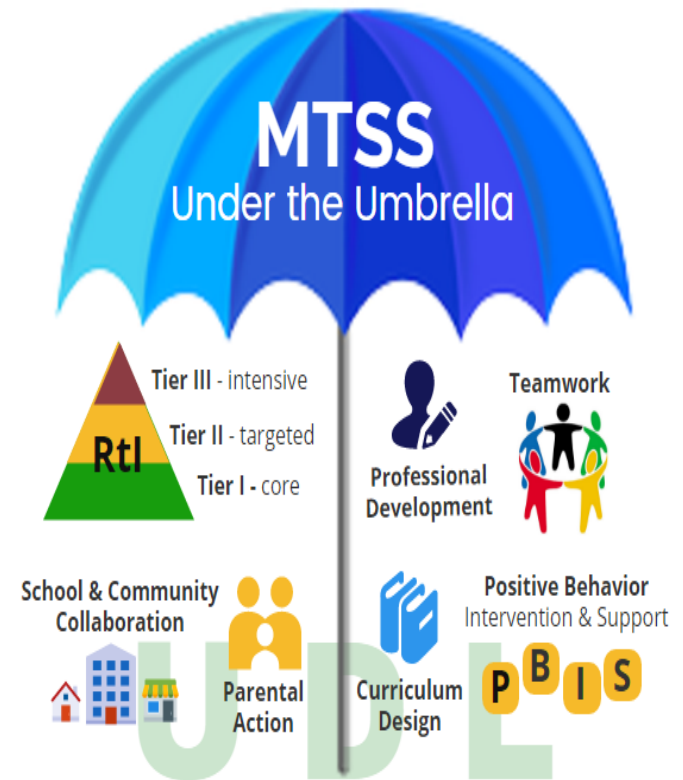 MTSS
Under the Umbrella
RtI
Tier III - intensive
Tier II - targeted
Tier I - core
Professional
Development
Teamwork
School & Community
Collaboration
Parental
Action
Curriculum
Design
Positive Behavior
Intervention & Support
P B I S
UDL